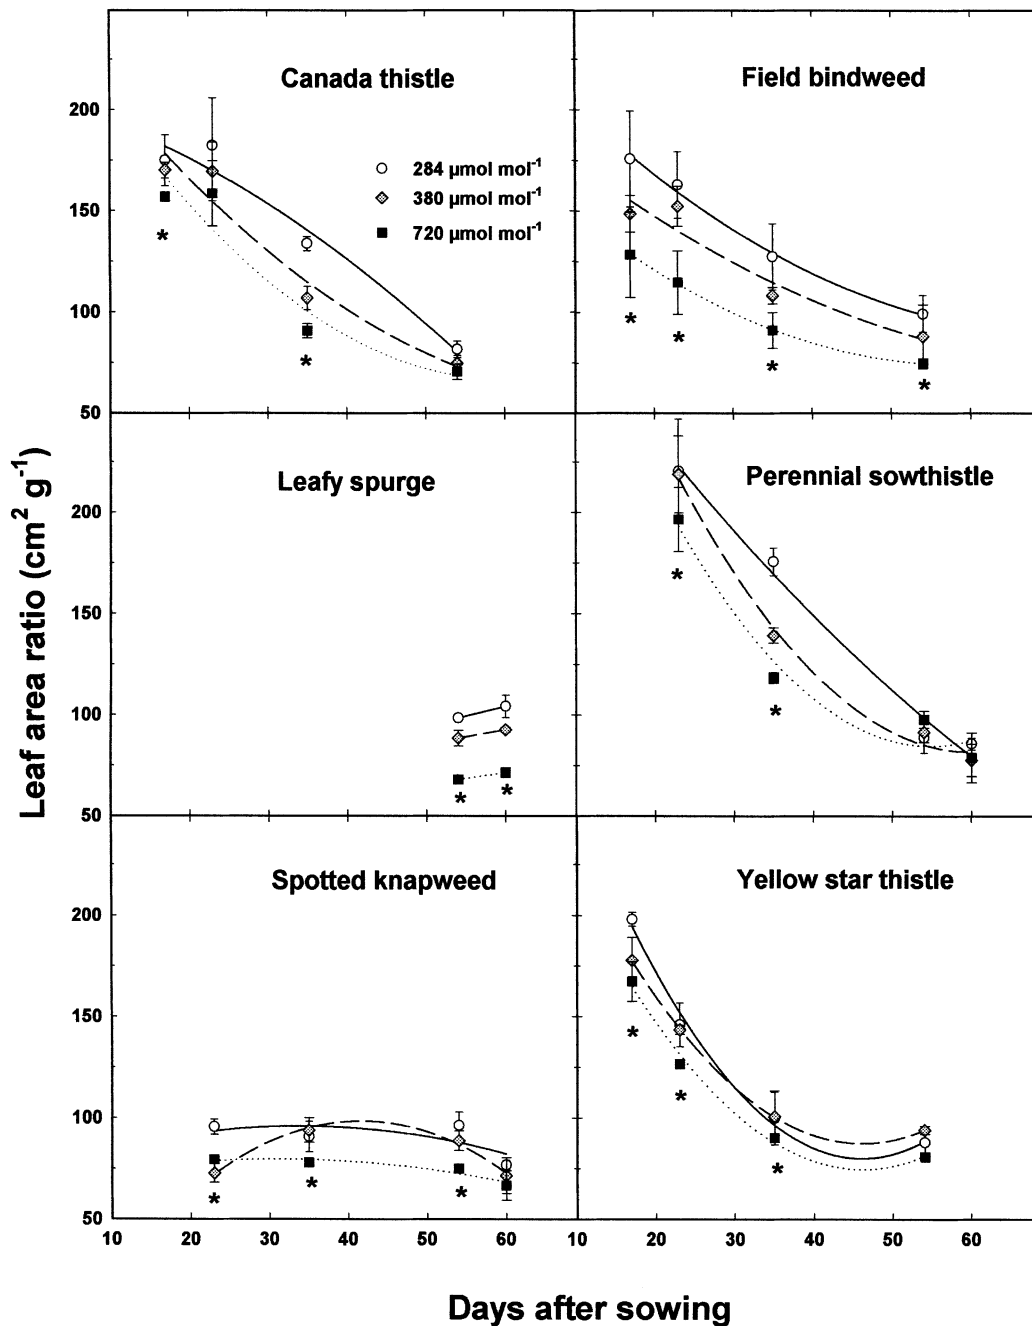 Canada thistle
Field bindweed
284 µmol mol⁻¹
380 µmol mol⁻¹
720 µmol mol⁻¹
200
150
100
50
*
*
*
*
*
*
Leafy spurge
Perennial sowthistle
200
150
100
50
*
*
*
*
Spotted knapweed
Yellow star thistle
200
150
100
50
*
*
*
*
*
*
10 20 30 40 50 60 10 20 30 40 50 60
Leaf area ratio (cm² g⁻¹)
Days after sowing